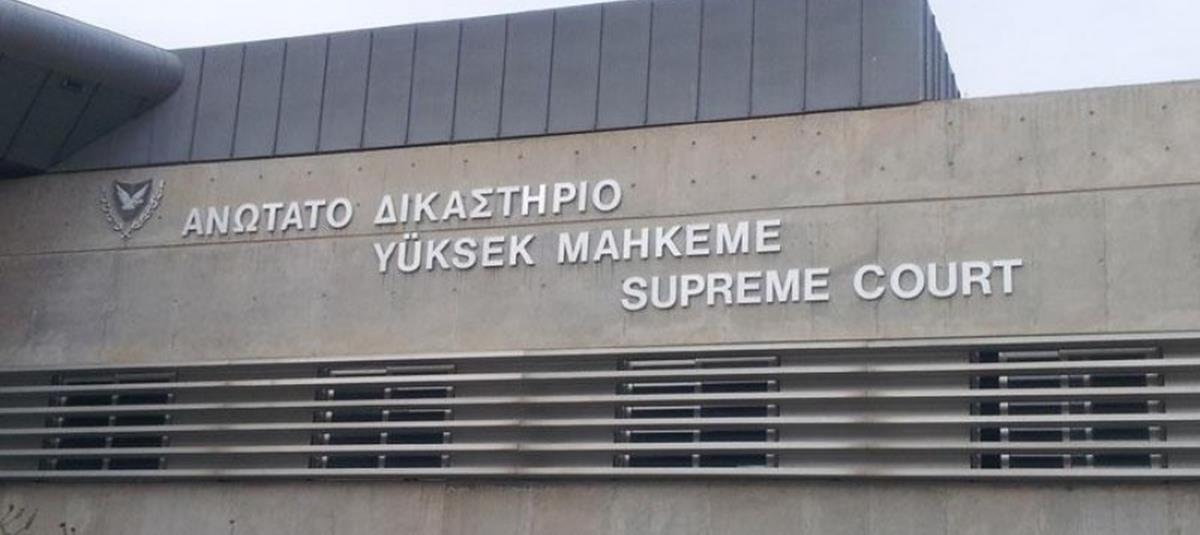 ΑΝΩΤΑΤΟ ΔΙΚΑΣΤΗΡΙΟ
YÜKSEK MAHKEME
SUPREME COURT